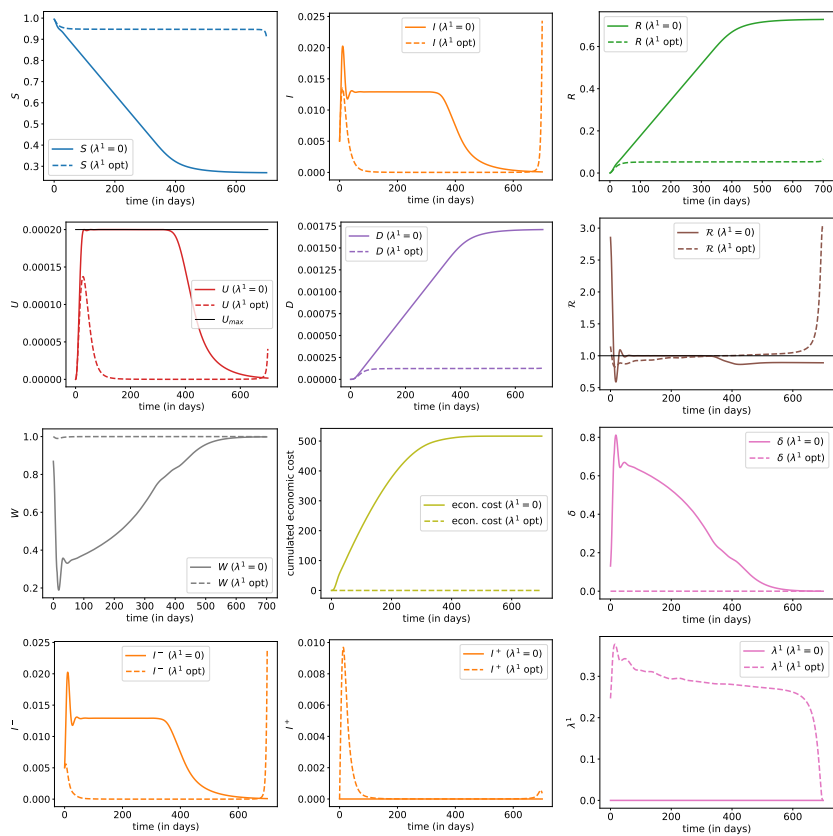 1.0
0.9
0.8
0.7
0.6
0.5
0.4
0.3
S
S (λ¹ = 0)
S (λ¹ opt)
0 200 400 600
time (in days)
0.025
0.020
0.015
0.010
0.005
0.000
I
I (λ¹ = 0)
I (λ¹ opt)
0 200 400 600
time (in days)
0.6
0.4
0.2
0.0
R
R (λ¹ = 0)
R (λ¹ opt)
0 100 200 300 400 500 600 700
time (in days)
0.00020
0.00015
0.00010
0.00005
0.00000
U
U (λ¹ = 0)
U (λ¹ opt)
U_max
0 200 400 600
time (in days)
0.00175
0.00150
0.00125
0.00100
0.00075
0.00050
0.00025
0.00000
D
D (λ¹ = 0)
D (λ¹ opt)
0 200 400 600
time (in days)
3.0
2.5
2.0
1.5
1.0
0.5
ℛ
ℛ (λ¹ = 0)
ℛ (λ¹ opt)
0 200 400 600
time (in days)
1.0
0.8
0.6
0.4
0.2
W
W (λ¹ = 0)
W (λ¹ opt)
0 100 200 300 400 500 600 700
time (in days)
500
400
300
200
100
0
cumulated economic cost
econ. cost (λ¹ = 0)
econ. cost (λ¹ opt)
0 200 400 600
time (in days)
0.8
0.6
0.4
0.2
0.0
δ
δ (λ¹ = 0)
δ (λ¹ opt)
0 200 400 600
time (in days)
0.025
0.020
0.015
0.010
0.005
0.000
I⁻
I⁻ (λ¹ = 0)
I⁻ (λ¹ opt)
0 200 400 600
time (in days)
0.010
0.008
0.006
0.004
0.002
0.000
I⁺
I⁺ (λ¹ = 0)
I⁺ (λ¹ opt)
0 200 400 600
time (in days)
0.3
0.2
0.1
0.0
λ¹
λ¹ (λ¹ = 0)
λ¹ (λ¹ opt)
0 200 400 600
time (in days)